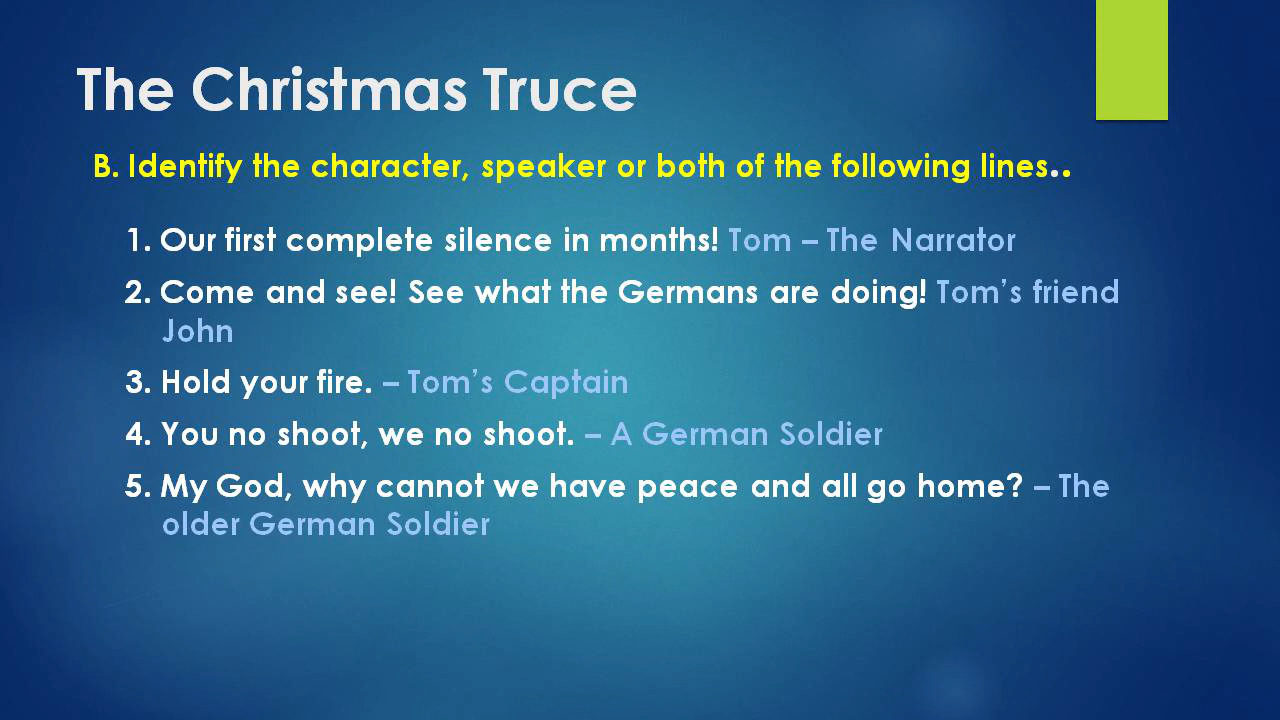 The Christmas Truce
B. Identify the character, speaker or both of the following lines..
1. Our first complete silence in months! Tom – The Narrator
2. Come and see! See what the Germans are doing! Tom’s friend
John
3. Hold your fire. – Tom’s Captain
4. You no shoot, we no shoot. – A German Soldier
5. My God, why cannot we have peace and all go home? – The
older German Soldier